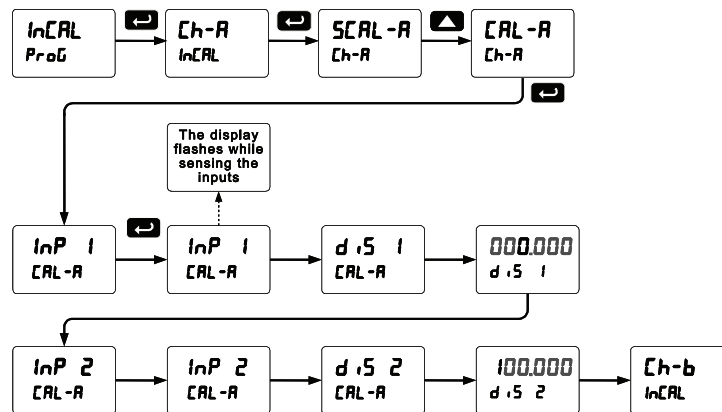 InCAL
ProG
Ch-A
InCAL
SCAL-A
Ch-A
CAL-A
Ch-A
The display
flashes while
sensing the
inputs
InP 1
CAL-A
InP 1
CAL-A
diS 1
CAL-A
000.000
diS 1
InP 2
CAL-A
InP 2
CAL-A
diS 2
CAL-A
100.000
diS 2
Ch-b
InCAL